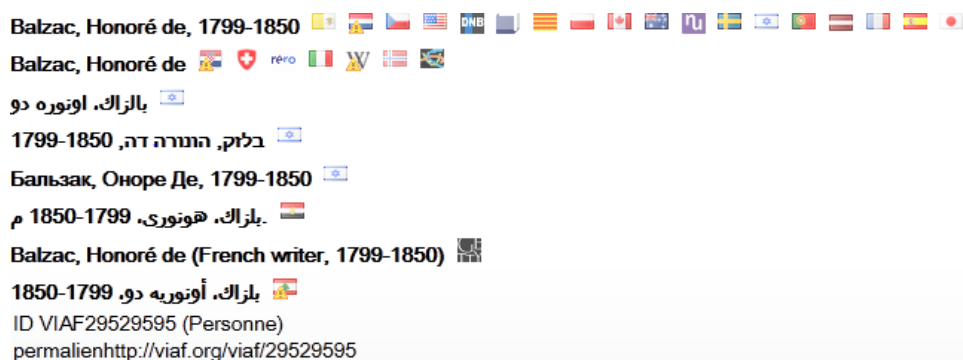 Balzac, Honoré de, 1799-1850 DNB
Balzac, Honoré de rero W
بالزاك، اونوره دو
בלזק, הונורה דה, 1799-1850
Бальзак, Оноре Де, 1799-1850
بلزاك، هونورى، 1799-1850 م.
Balzac, Honoré de (French writer, 1799-1850)
بلزاك، أونوريه دو، 1799-1850
ID VIAF29529595 (Personne)
permalienhttp://viaf.org/viaf/29529595